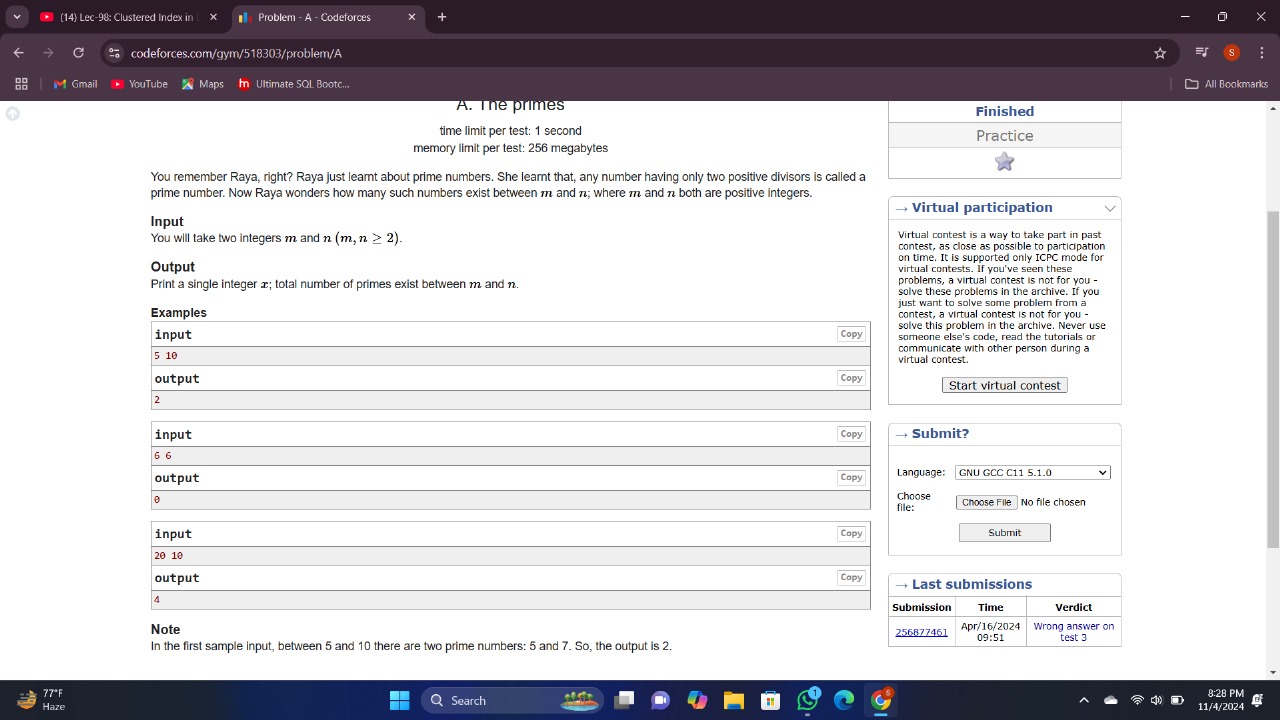 (14) Lec-98: Clustered Index in
Problem - A - Codeforces
codeforces.com/gym/518303/problem/A
S
Gmail
YouTube
Maps
Ultimate SQL Bootc...
All Bookmarks
A. The primes
time limit per test: 1 second
memory limit per test: 256 megabytes
You remember Raya, right? Raya just learnt about prime numbers. She learnt that, any number having only two positive divisors is called a
prime number. Now Raya wonders how many such numbers exist between m and n; where m and n both are positive integers.
Input
You will take two integers m and n (m, n ≥ 2).
Output
Print a single integer x; total number of primes exist between m and n.
Examples
input
Copy
5 10
output
Copy
2
input
Copy
6 6
output
Copy
0
input
Copy
20 10
output
Copy
4
Note
In the first sample input, between 5 and 10 there are two prime numbers: 5 and 7. So, the output is 2.
Finished
Practice
→ Virtual participation
Virtual contest is a way to take part in past
contest, as close as possible to participation
on time. It is supported only ICPC mode for
virtual contests. If you've seen these
problems, a virtual contest is not for you -
solve these problems in the archive. If you
just want to solve some problem from a
contest, a virtual contest is not for you -
solve this problem in the archive. Never use
someone else's code, read the tutorials or
communicate with other person during a
virtual contest.
Start virtual contest
→ Submit?
Language:
GNU GCC C11 5.1.0
Choose
file:
Choose File No file chosen
Submit
→ Last submissions
Submission Time Verdict
256877461
Apr/16/2024
09:51
Wrong answer on
test 3
77°F
Haze
Search
1
S
8:28 PM
11/4/2024